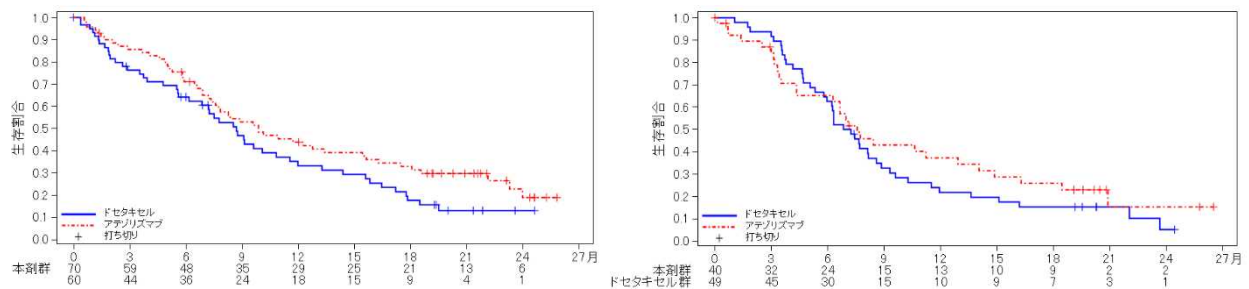 1.0
0.9
0.8
0.7
0.6
0.5
0.4
0.3
0.2
0.1
0.0
生存割合
ドセタキセル
アテゾリズマブ
打ち切り
0 3 6 9 12 15 18 21 24 27月
本剤群 70 59 48 35 29 25 21 13 6
60 44 36 24 18 15 9 4 1
1.0
0.9
0.8
0.7
0.6
0.5
0.4
0.3
0.2
0.1
0.0
生存割合
ドセタキセル
アテゾリズマブ
打ち切り
0 3 6 9 12 15 18 21 24 27月
本剤群 40 32 24 15 13 10 9 2 2
ドセタキセル群 49 45 30 15 10 9 7 3 1